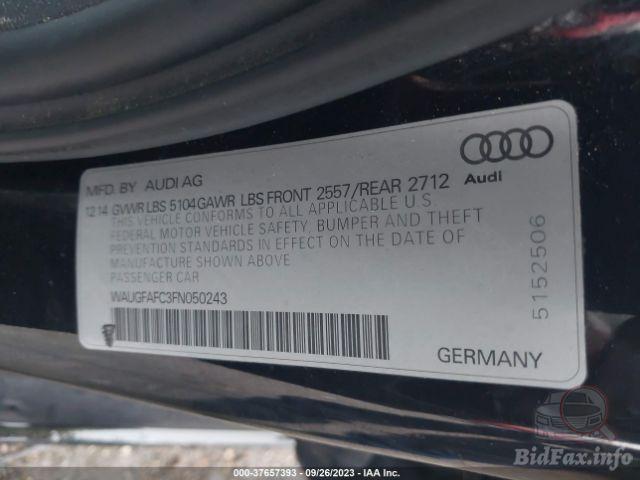 MFD. BY AUDI AG
12 14 GVWR LBS 5104 GAWR LBS FRONT 2557/REAR 2712
THIS VEHICLE CONFORMS TO ALL APPLICABLE U.S.
FEDERAL MOTOR VEHICLE SAFETY, BUMPER AND THEFT
PREVENTION STANDARDS IN EFFECT ON THE DATE OF
MANUFACTURE SHOWN ABOVE
PASSENGER CAR
WAUGFAFC3FN050243
Audi
5152506
GERMANY
000-37657393 - 09/26/2023 - IAA Inc.
BidFax.info